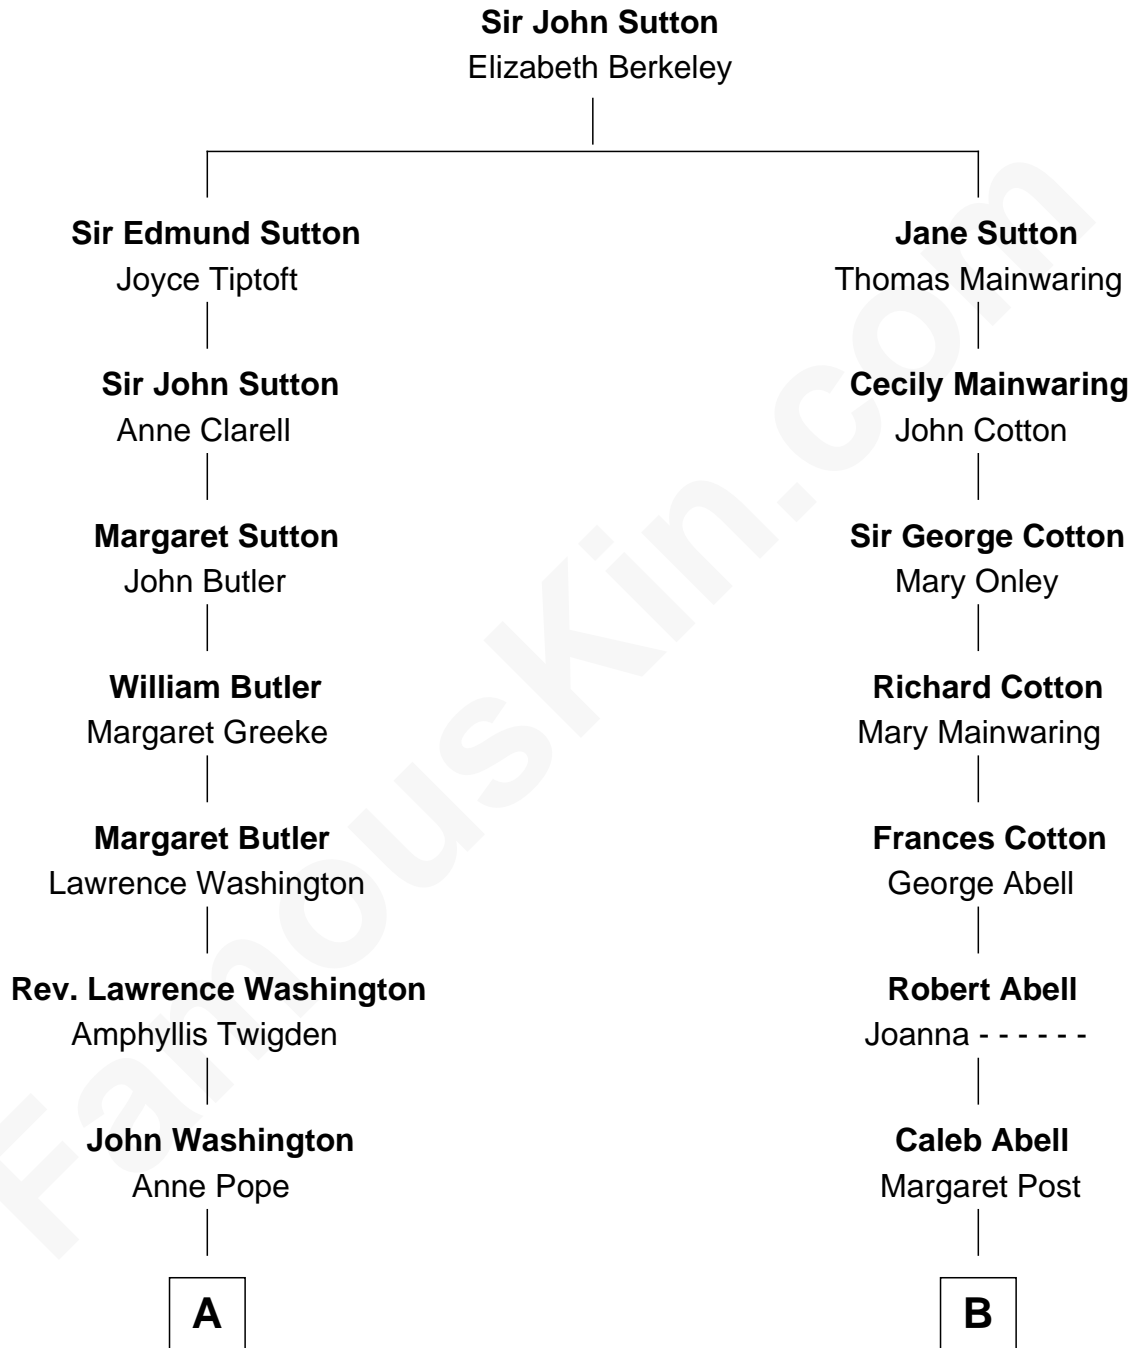 Sir John Sutton
Elizabeth Berkeley
Sir Edmund Sutton
Joyce Tiptoft
Jane Sutton
Thomas Mainwaring
Sir John Sutton
Anne Clarell
Cecily Mainwaring
John Cotton
Margaret Sutton
John Butler
Sir George Cotton
Mary Onley
William Butler
Margaret Greeke
Richard Cotton
Mary Mainwaring
Margaret Butler
Lawrence Washington
Frances Cotton
George Abell
Rev. Lawrence Washington
Amphyllis Twigden
Robert Abell
Joanna - - - - - -
John Washington
Anne Pope
Caleb Abell
Margaret Post
A
B
FamousKin.com